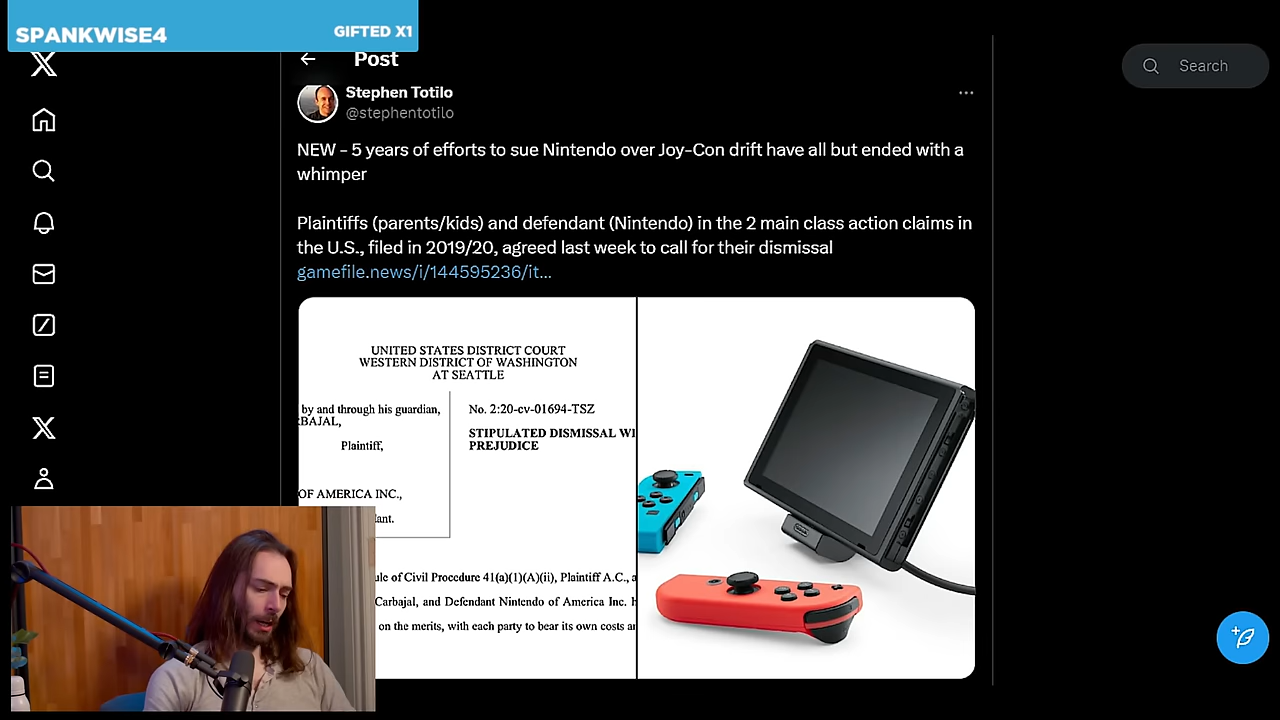 SPANKWISE4
GIFTED X1
Post
Search
Stephen Totilo
@stephentotilo
NEW - 5 years of efforts to sue Nintendo over Joy-Con drift have all but ended with a
whimper
Plaintiffs (parents/kids) and defendant (Nintendo) in the 2 main class action claims in
the U.S., filed in 2019/20, agreed last week to call for their dismissal
gamefile.news/i/144595236/it...
UNITED STATES DISTRICT COURT
WESTERN DISTRICT OF WASHINGTON
AT SEATTLE
by and through his guardian,
RBAJAL,
Plaintiff,
OF AMERICA INC.,
lant.
No. 2:20-cv-01694-TSZ
STIPULATED DISMISSAL WI
PREJUDICE
ule of Civil Procedure 41(a)(1)(A)(ii), Plaintiff A.C., a
Carbajal, and Defendant Nintendo of America Inc. h
on the merits, with each party to bear its own costs an